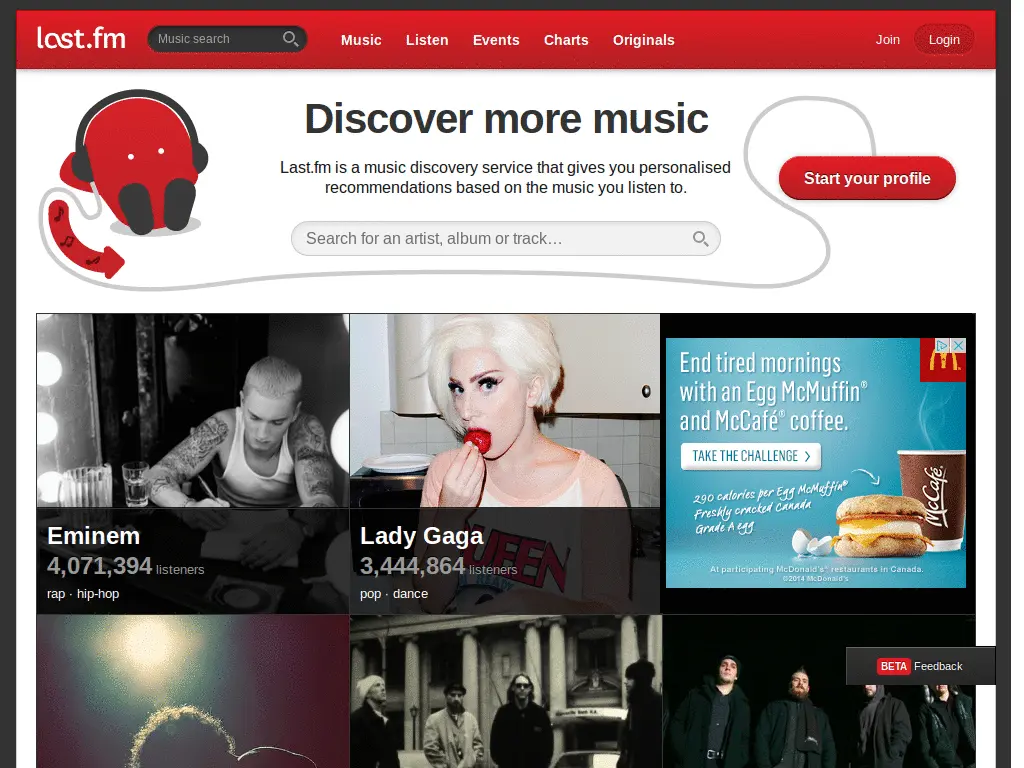 last.fm
Music search
Music Listen Events Charts Originals
Join Login
Discover more music
Last.fm is a music discovery service that gives you personalised
recommendations based on the music you listen to.
Start your profile
Search for an artist, album or track…
End tired mornings
with an Egg McMuffin®
and McCafé® coffee.
TAKE THE CHALLENGE >
290 calories per Egg McMuffin®
Freshly cracked Canada
Grade A egg
McCafé
At participating McDonald's® restaurants in Canada.
©2014 McDonald's
Eminem
4,071,394 listeners
rap · hip-hop
QUEEN
Lady Gaga
3,444,864 listeners
pop · dance
BETA Feedback